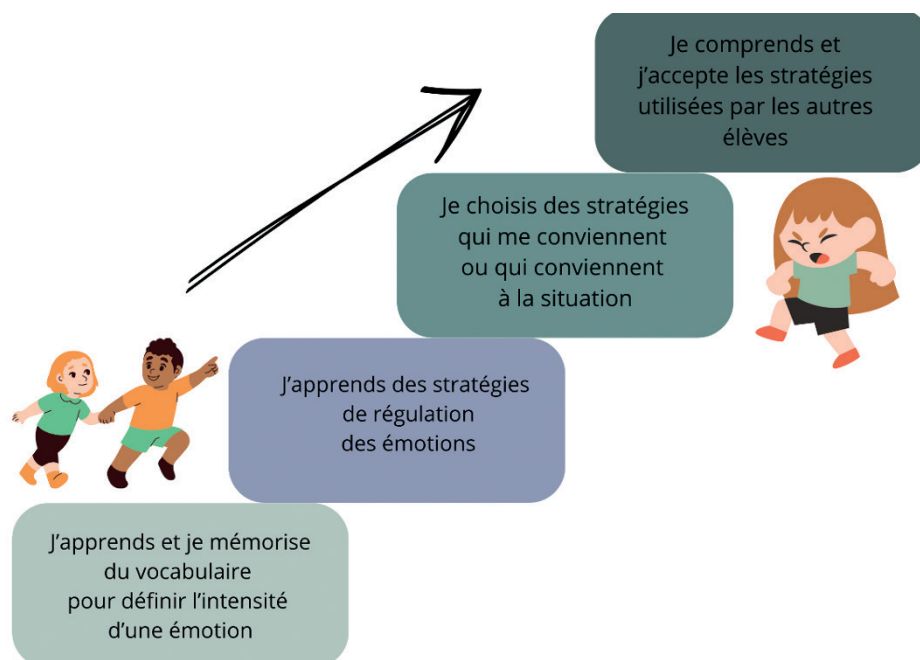 Je comprends et
j'accepte les stratégies
utilisées par les autres
élèves
Je choisis des stratégies
qui me conviennent
ou qui conviennent
à la situation
J'apprends des stratégies
de régulation
des émotions
J'apprends et je mémorise
du vocabulaire
pour définir l'intensité
d'une émotion